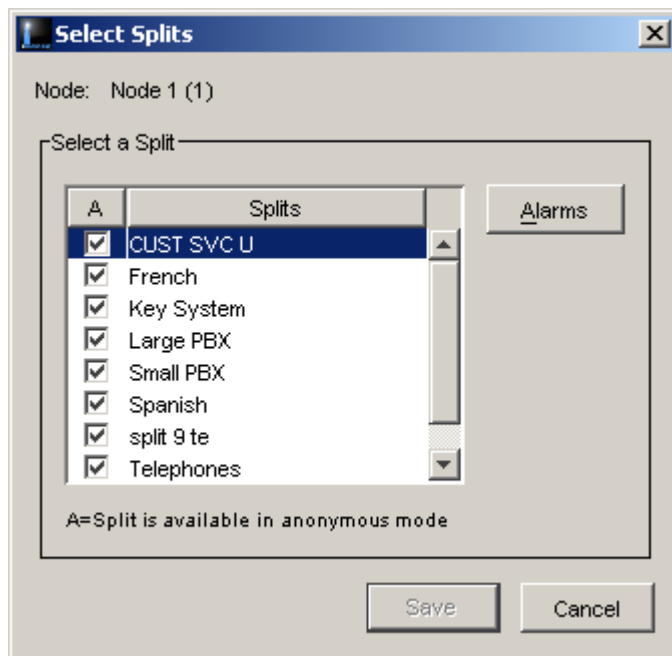 Select Splits
Node: Node 1 (1)
Select a Split
A Splits
Alarms
CUST SVC U
French
Key System
Large PBX
Small PBX
Spanish
split 9 te
Telephones
A=Split is available in anonymous mode
Save Cancel